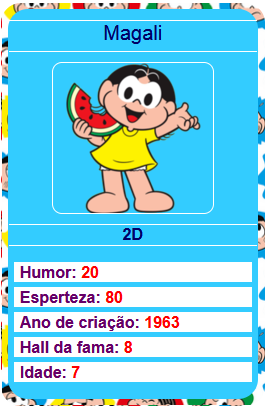 Magali
2D
Humor: 20
Esperteza: 80
Ano de criação: 1963
Hall da fama: 8
Idade: 7